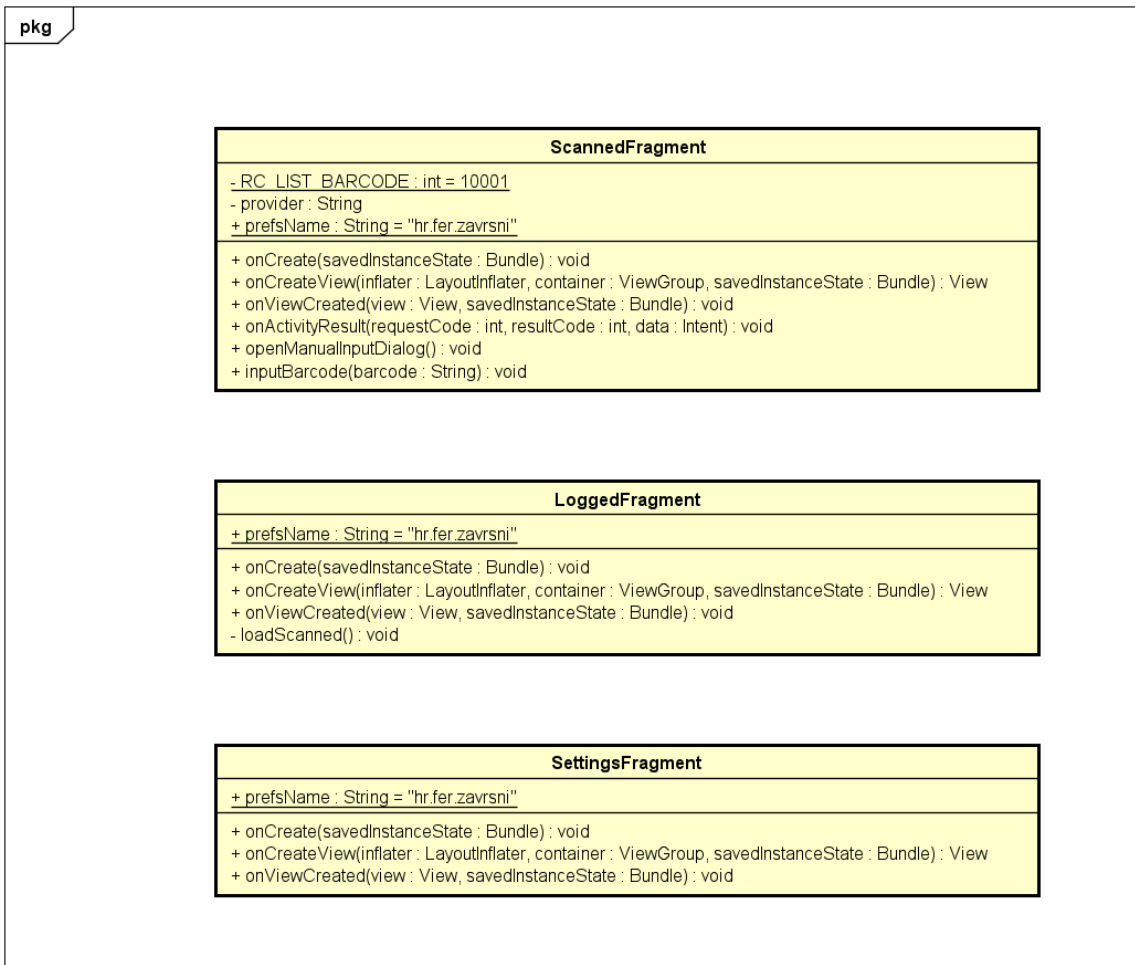 pkg
ScannedFragment
- RC_LIST_BARCODE : int = 10001
- provider : String
+ prefsName : String = "hr.fer.zavrsni"
+ onCreate(savedInstanceState : Bundle) : void
+ onCreateView(inflater : LayoutInflater, container : ViewGroup, savedInstanceState : Bundle) : View
+ onViewCreated(view : View, savedInstanceState : Bundle) : void
+ onActivityResult(requestCode : int, resultCode : int, data : Intent) : void
+ openManualInputDialog() : void
+ inputBarcode(barcode : String) : void
LoggedFragment
+ prefsName : String = "hr.fer.zavrsni"
+ onCreate(savedInstanceState : Bundle) : void
+ onCreateView(inflater : LayoutInflater, container : ViewGroup, savedInstanceState : Bundle) : View
+ onViewCreated(view : View, savedInstanceState : Bundle) : void
- loadScanned() : void
SettingsFragment
+ prefsName : String = "hr.fer.zavrsni"
+ onCreate(savedInstanceState : Bundle) : void
+ onCreateView(inflater : LayoutInflater, container : ViewGroup, savedInstanceState : Bundle) : View
+ onViewCreated(view : View, savedInstanceState : Bundle) : void